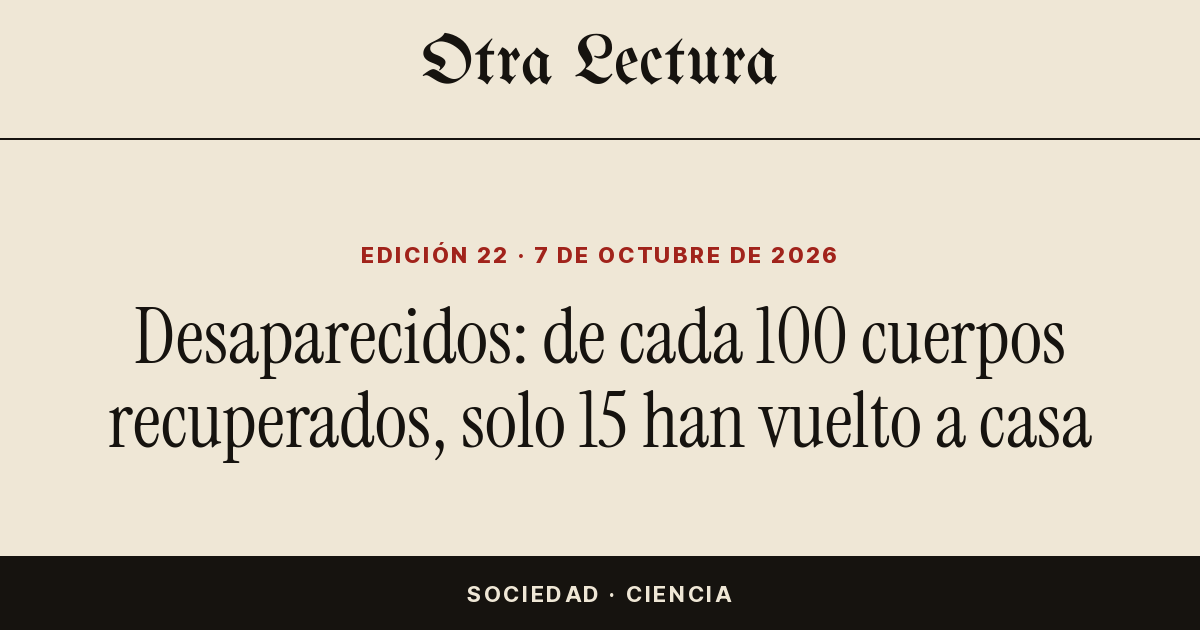 Otra Lectura
EDICIÓN 22 · 7 DE OCTUBRE DE 2026
Desaparecidos: de cada 100 cuerpos
recuperados, solo 15 han vuelto a casa
SOCIEDAD · CIENCIA